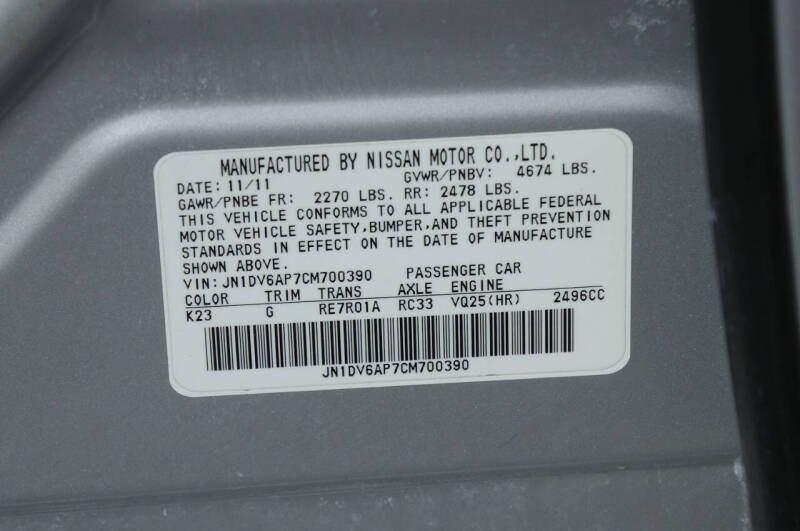 MANUFACTURED BY NISSAN MOTOR CO.,LTD.
DATE: 11/11 GVWR/PNBV: 4674 LBS.
GAWR/PNBE FR: 2270 LBS. RR: 2478 LBS.
THIS VEHICLE CONFORMS TO ALL APPLICABLE FEDERAL
MOTOR VEHICLE SAFETY,BUMPER,AND THEFT PREVENTION
STANDARDS IN EFFECT ON THE DATE OF MANUFACTURE
SHOWN ABOVE.
VIN: JN1DV6AP7CM700390 PASSENGER CAR
COLOR TRIM TRANS AXLE ENGINE
K23 G RE7R01A RC33 VQ25(HR) 2496CC
JN1DV6AP7CM700390